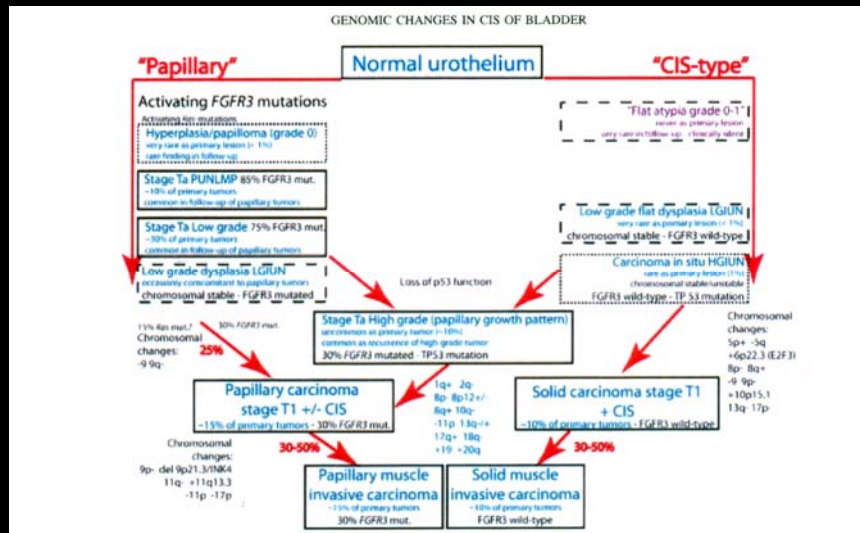 GENOMIC CHANGES IN CIS OF BLADDER
"Papillary"
Normal urothelium
"CIS-type"
Activating FGFR3 mutations
Activating Ras mutations
Hyperplasia/papilloma (grade 0)
very rare as primary lesion (< 1%)
rare finding in follow-up
"Flat atypia grade 0-1"
never as primary lesion
very rare in follow-up clinically silent
Stage Ta PUNLMP 85% FGFR3 mut.
~10% of primary tumors
common in follow-up of papillary tumors
Stage Ta Low grade 75% FGFR3 mut.
~30% of primary tumors
common in follow-up of papillary tumors
Low grade flat dysplasia LGIUN
very rare as primary lesion (< 1%)
chromosomal stable - FGFR3 wild-type
Low grade dysplasia LGIUN
occasionly concomitant to papillary tumors
chromosomal stable - FGFR3 mutated
Loss of p53 function
Carcinoma in situ HGIUN
rare as primary lesion (1%)
chromosomal stable/unstable
FGFR3 wild-type - TP 53 mutation
Stage Ta High grade (papillary growth pattern)
uncommon as primary tumor (~10%)
common as recurrence of high grade tumor
30% FGFR3 mutated - TP53 mutation
15% Ras mut.?
30% FGFR3 mut.
Chromosomal
changes:
-9 9q-
25%
Chromosomal
changes:
5p+ -5q
+6p22.3 (E2F3)
8p- 8q+
-9 9p-
+10p15.1
13q- 17p-
Papillary carcinoma
stage T1 +/- CIS
~15% of primary tumors - 30% FGFR3 mut.
1q+ 2q-
8p- 8p12+/-
8q+ 10q-
-11p 13q-/+
17q+ 18q-
+19 +20q
Solid carcinoma stage T1
+ CIS
~10% of primary tumors - FGFR3 wild-type
Chromosomal
changes:
9p- del 9p21.3/INK4
11q- +11q13.3
-11p -17p
30-50%
30-50%
Papillary muscle
invasive carcinoma
~15% of primary tumors
30% FGFR3 mut.
Solid muscle
invasive carcinoma
~10% of primary tumors
FGFR3 wild-type